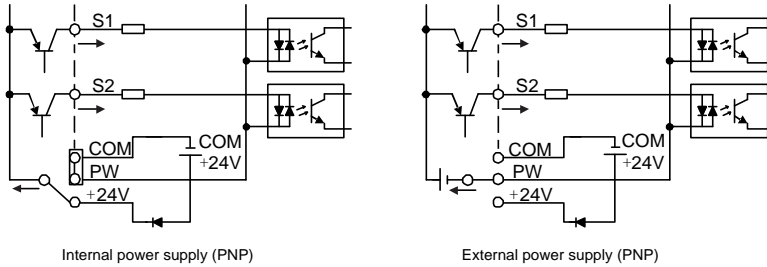 S1
S2
COM
PW
+24V
COM
+24V
Internal power supply (PNP)
S1
S2
COM
PW
+24V
COM
+24V
External power supply (PNP)